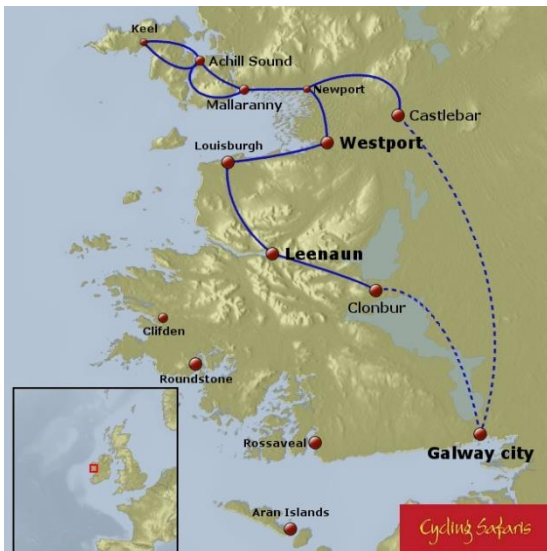 Keel
Achill Sound
Mallaranny
Newport
Castlebar
Westport
Louisburgh
Leenaun
Clonbur
Clifden
Roundstone
Rossaveal
Galway city
Aran Islands
Cycling Safaris